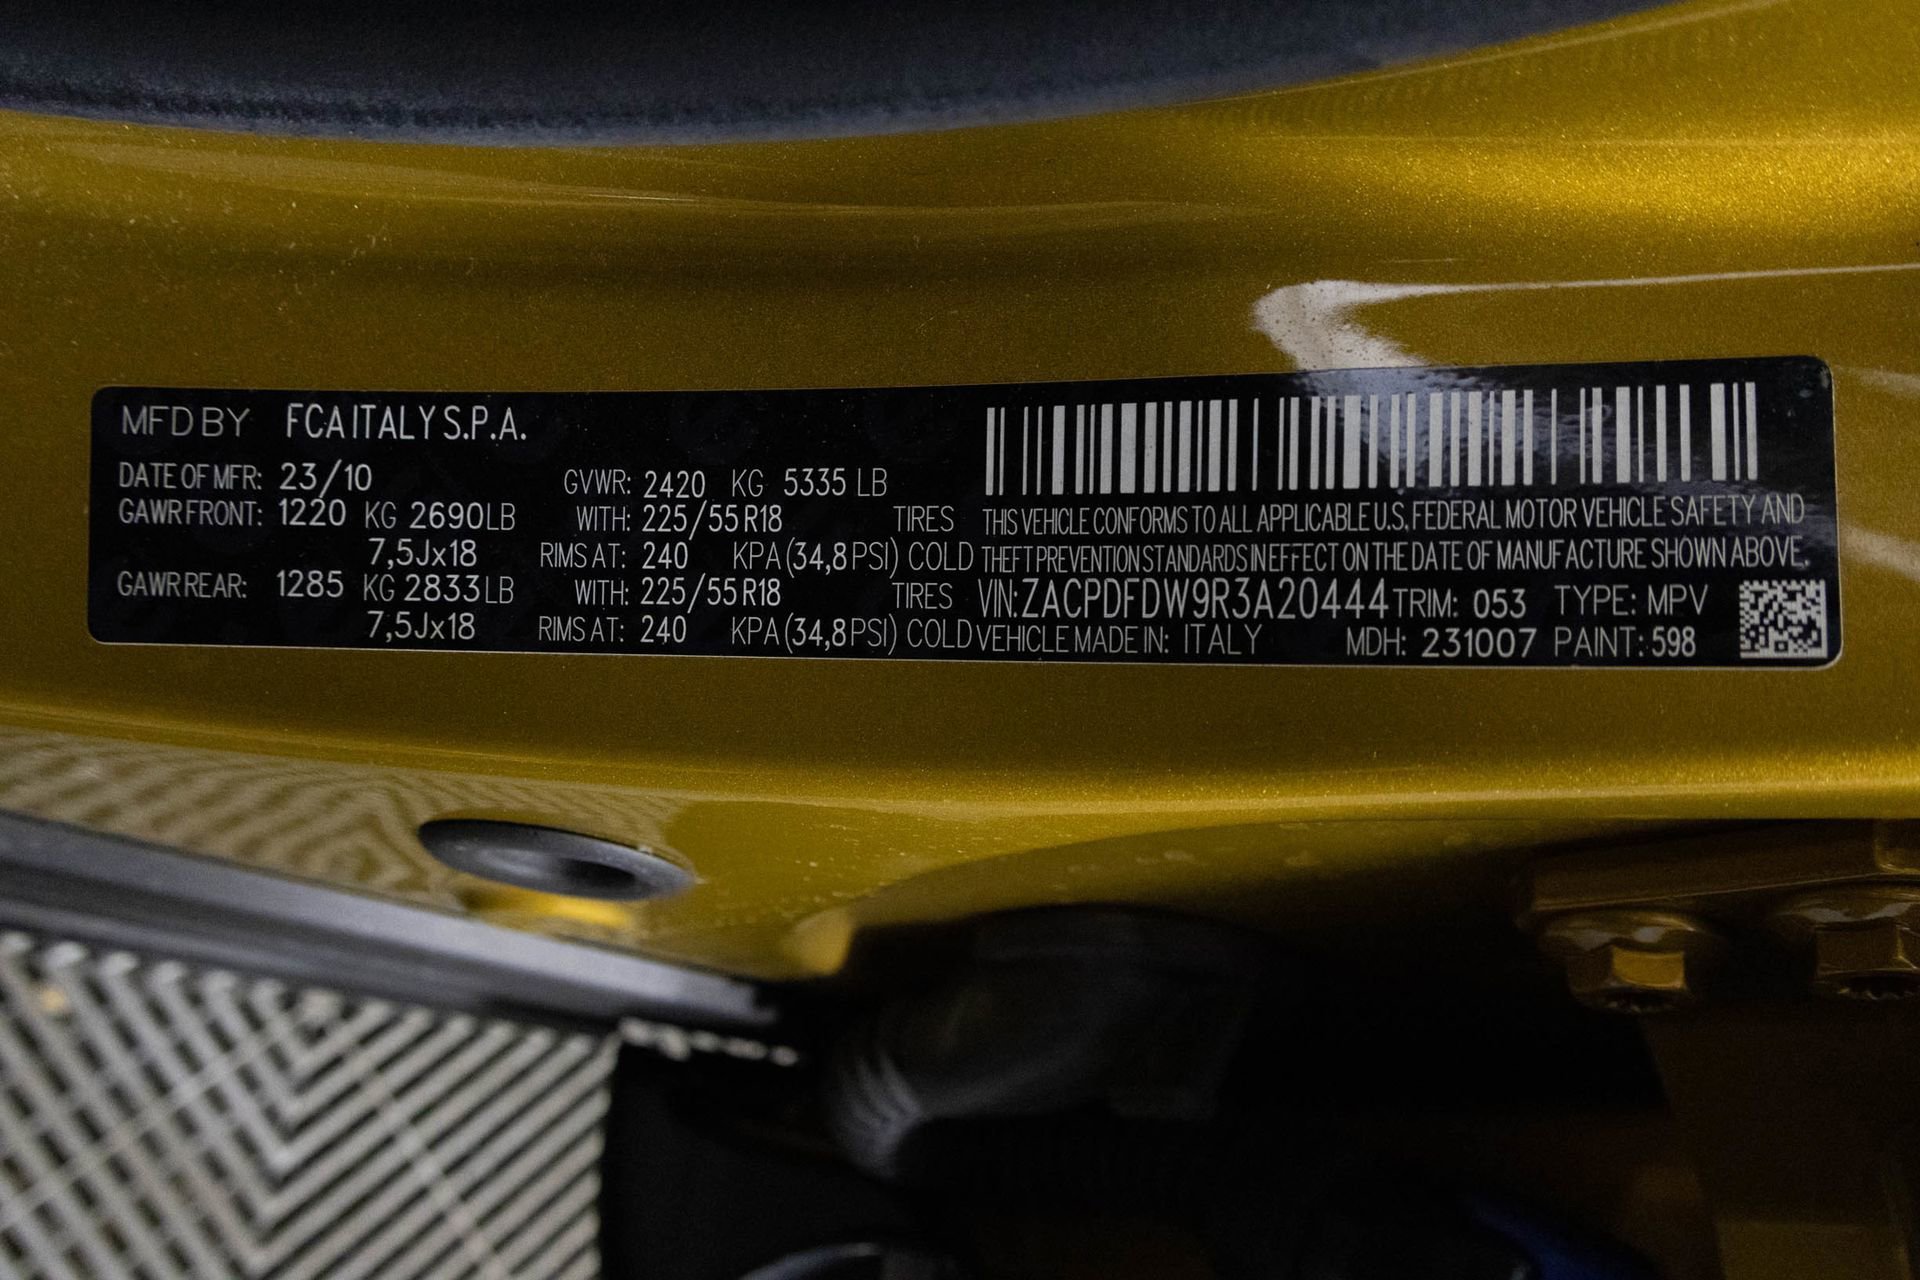 MFD BY FCA ITALY S.P.A.
DATE OF MFR: 23/10 GVWR: 2420 KG 5335 LB
GAWR FRONT: 1220 KG 2690 LB WITH: 225/55 R18 TIRES
7,5Jx18 RIMS AT: 240 KPA (34,8 PSI) COLD
GAWR REAR: 1285 KG 2833 LB WITH: 225/55 R18 TIRES
7,5Jx18 RIMS AT: 240 KPA (34,8 PSI) COLD
THIS VEHICLE CONFORMS TO ALL APPLICABLE U.S. FEDERAL MOTOR VEHICLE SAFETY AND
THEFT PREVENTION STANDARDS IN EFFECT ON THE DATE OF MANUFACTURE SHOWN ABOVE.
VIN: ZACPDFDW9R3A20444 TRIM: 053 TYPE: MPV
VEHICLE MADE IN: ITALY MDH: 231007 PAINT: 598